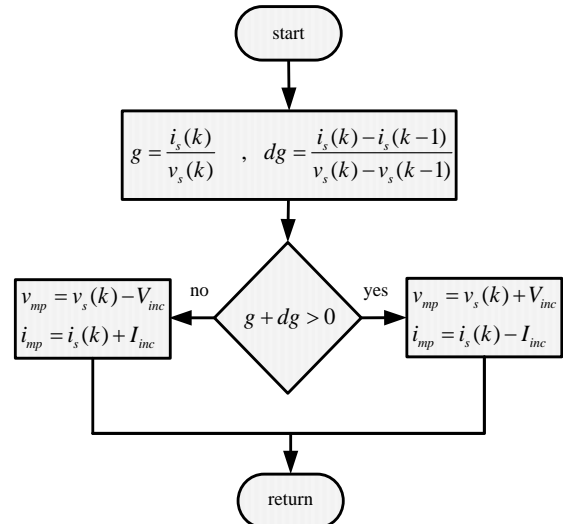 start
g = i_s(k) / v_s(k) , dg = i_s(k) − i_s(k−1) / v_s(k) − v_s(k−1)
no
yes
v_mp = v_s(k) − V_inc
i_mp = i_s(k) + I_inc
g + dg > 0
v_mp = v_s(k) + V_inc
i_mp = i_s(k) − I_inc
return